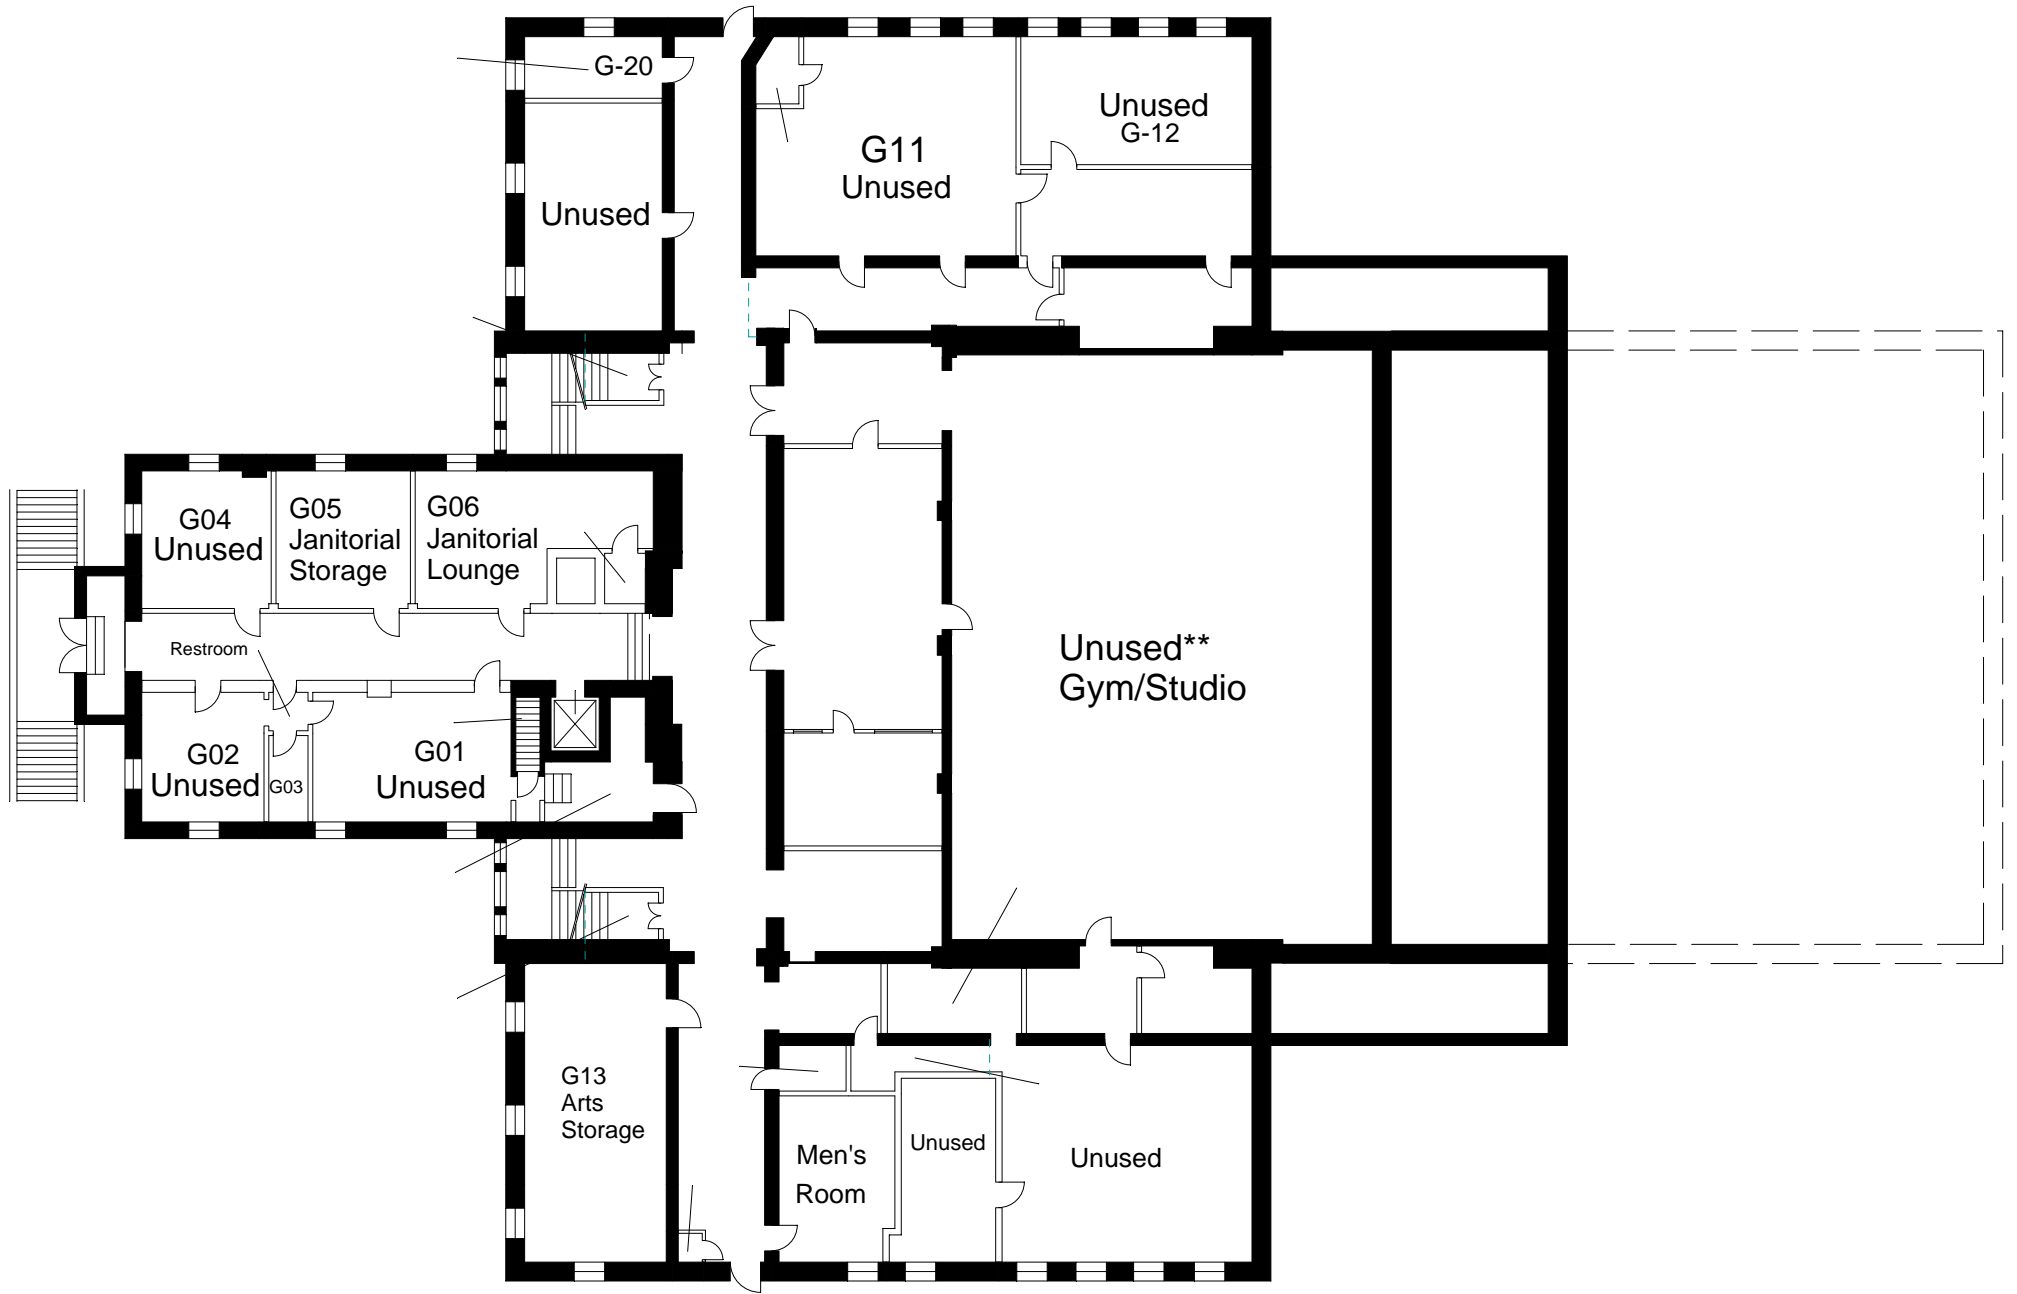 G-20
Unused
G-12
G11
Unused
Unused
G04
Unused
G05
Janitorial
Storage
G06
Janitorial
Lounge
Restroom
Unused**
Gym/Studio
G02
Unused
G03
G01
Unused
G13
Arts
Storage
Men's
Room
Unused
Unused